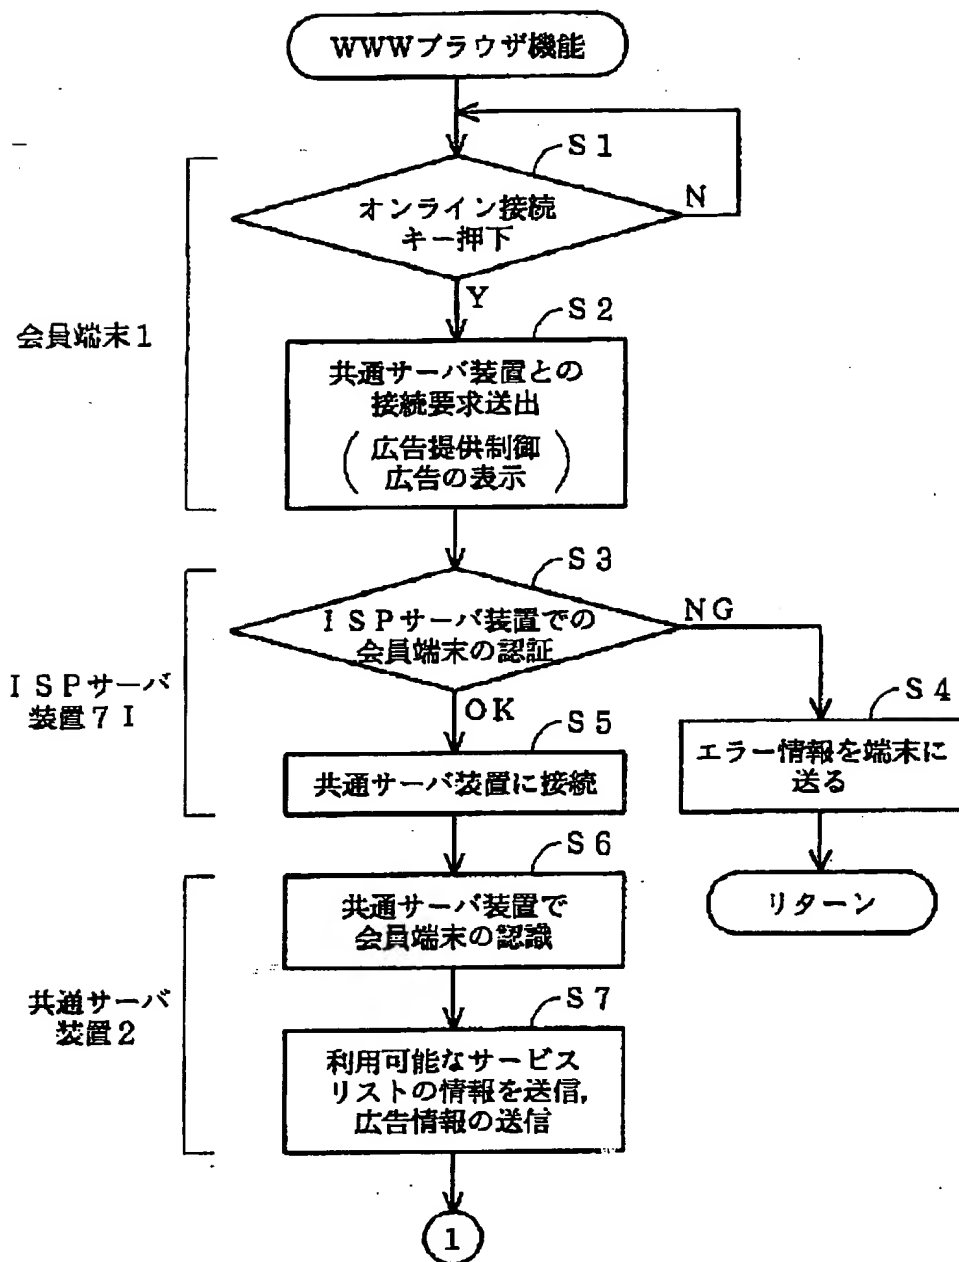 WWWブラウザ機能
S1
オンライン接続
キー押下
N
Y
会員端末1
S2
共通サーバ装置との
接続要求送出
(広告提供制御
広告の表示)
S3
ISPサーバ装置での
会員端末の認証
NG
OK
ISPサーバ
装置7I
S4
エラー情報を端末に
送る
S5
共通サーバ装置に接続
リターン
S6
共通サーバ装置で
会員端末の認識
共通サーバ
装置2
S7
利用可能なサービス
リストの情報を送信,
広告情報の送信
1